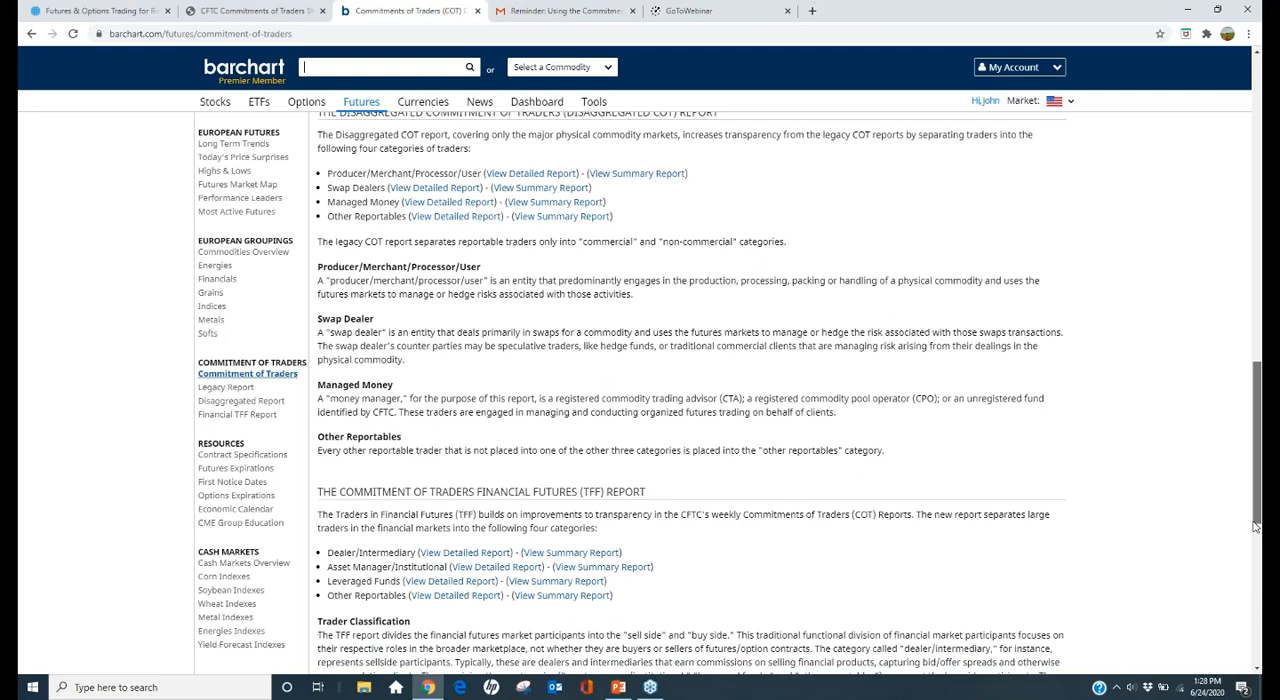 Futures & Options Trading for Ri
CFTC Commitments of Traders S
Commitments of Traders (COT) C
Reminder: Using the Commitme
GoToWebinar
barchart.com/futures/commitment-of-traders
barchart
Premier Member
or
Select a Commodity
My Account
Stocks ETFs Options Futures Currencies News Dashboard Tools
Hi, John Market:
EUROPEAN FUTURES
Long Term Trends
Today's Price Surprises
Highs & Lows
Futures Market Map
Performance Leaders
Most Active Futures
EUROPEAN GROUPINGS
Commodities Overview
Energies
Financials
Grains
Indices
Metals
Softs
COMMITMENT OF TRADERS
Commitment of Traders
Legacy Report
Disaggregated Report
Financial TFF Report
RESOURCES
Contract Specifications
Futures Expirations
First Notice Dates
Options Expirations
Economic Calendar
CME Group Education
CASH MARKETS
Cash Markets Overview
Corn Indexes
Soybean Indexes
Wheat Indexes
Metal Indexes
Energies Indexes
Yield Forecast Indexes
THE DISAGGREGATED COMMITMENT OF TRADERS (DISAGGREGATED COT) REPORT
The Disaggregated COT report, covering only the major physical commodity markets, increases transparency from the legacy COT reports by separating traders into the
following four categories of traders:
• Producer/Merchant/Processor/User (View Detailed Report) - (View Summary Report)
• Swap Dealers (View Detailed Report) - (View Summary Report)
• Managed Money (View Detailed Report) - (View Summary Report)
• Other Reportables (View Detailed Report) - (View Summary Report)
The legacy COT report separates reportable traders only into "commercial" and "non-commercial" categories.
Producer/Merchant/Processor/User
A "producer/merchant/processor/user" is an entity that predominantly engages in the production, processing, packing or handling of a physical commodity and uses the
futures markets to manage or hedge risks associated with those activities.
Swap Dealer
A "swap dealer" is an entity that deals primarily in swaps for a commodity and uses the futures markets to manage or hedge the risk associated with those swaps transactions.
The swap dealer's counter parties may be speculative traders, like hedge funds, or traditional commercial clients that are managing risk arising from their dealings in the
physical commodity.
Managed Money
A "money manager," for the purpose of this report, is a registered commodity trading advisor (CTA); a registered commodity pool operator (CPO); or an unregistered fund
identified by CFTC. These traders are engaged in managing and conducting organized futures trading on behalf of clients.
Other Reportables
Every other reportable trader that is not placed into one of the other three categories is placed into the "other reportables" category.
THE COMMITMENT OF TRADERS FINANCIAL FUTURES (TFF) REPORT
The Traders in Financial Futures (TFF) builds on improvements to transparency in the CFTC's weekly Commitments of Traders (COT) Reports. The new report separates large
traders in the financial markets into the following four categories:
• Dealer/Intermediary (View Detailed Report) - (View Summary Report)
• Asset Manager/Institutional (View Detailed Report) - (View Summary Report)
• Leveraged Funds (View Detailed Report) - (View Summary Report)
• Other Reportables (View Detailed Report) - (View Summary Report)
Trader Classification
The TFF report divides the financial futures market participants into the "sell side" and "buy side." This traditional functional division of financial market participants focuses on
their respective roles in the broader marketplace, not whether they are buyers or sellers of futures/option contracts. The category called "dealer/intermediary," for instance,
represents sellside participants. Typically, these are dealers and intermediaries that earn commissions on selling financial products, capturing bid/offer spreads and otherwise
Type here to search
1:28 PM
6/24/2020